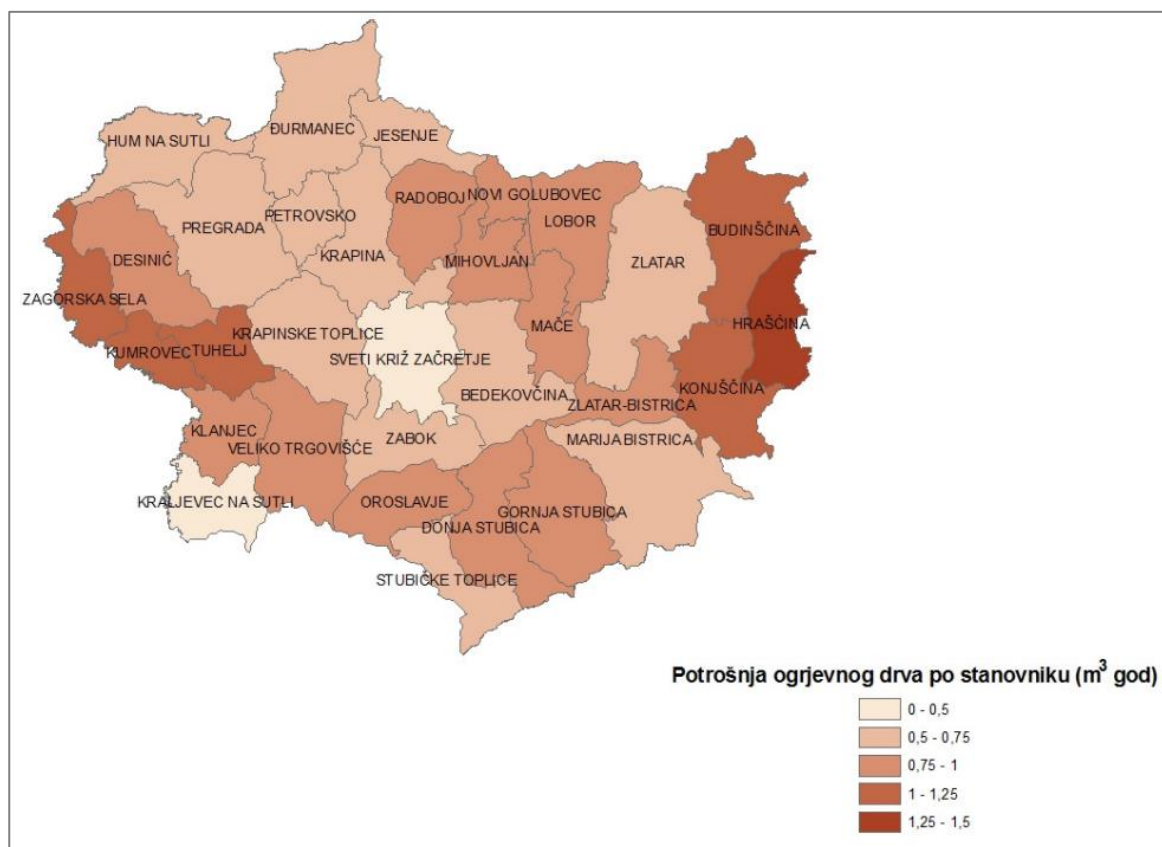 ĐURMANEC
JESENJE
HUM NA SUTLI
RADOBOJ
NOVI GOLUBOVEC
PETROVSKO
LOBOR
PREGRADA
BUDINŠĆINA
KRAPINA
DESINIĆ
MIHOVLJAN
ZLATAR
ZAGORSKA SELA
HRAŠĆINA
MAČE
KRAPINSKE TOPLICE
KUMROVEC
TUHELJ
SVETI KRIŽ ZAČRETJE
KONJŠĆINA
BEDEKOVČINA
ZLATAR-BISTRICA
KLANJEC
ZABOK
MARIJA BISTRICA
VELIKO TRGOVIŠĆE
KRALJEVEC NA SUTLI
OROSLAVJE
GORNJA STUBICA
DONJA STUBICA
STUBIČKE TOPLICE
Potrošnja ogrjevnog drva po stanovniku (m³ god)
0 - 0,5
0,5 - 0,75
0,75 - 1
1 - 1,25
1,25 - 1,5